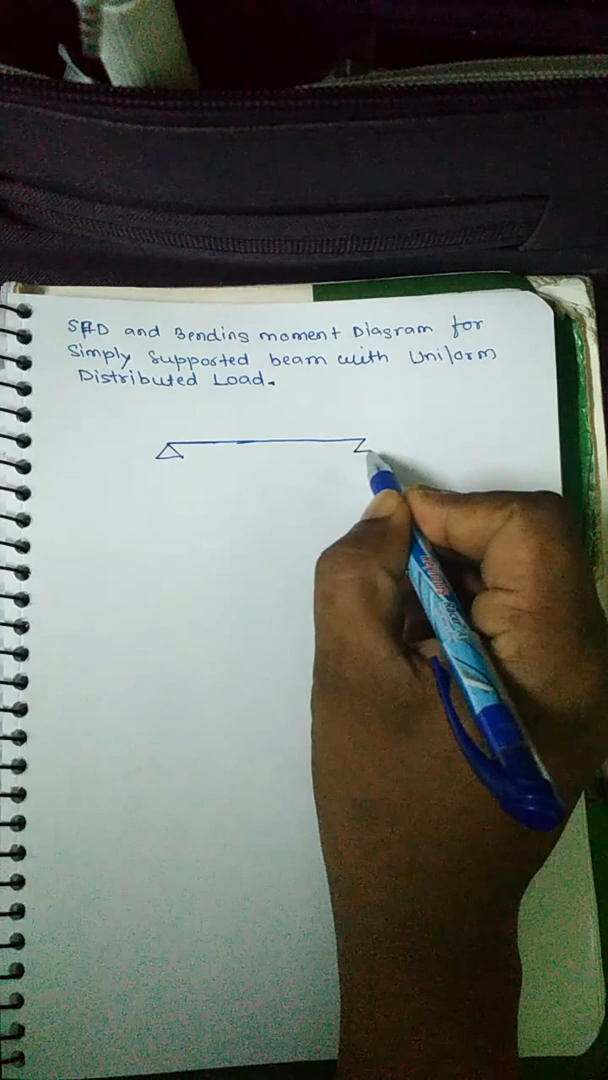 SFD and Bending moment Diagram for
Simply Supported beam with Uniform
Distributed Load.